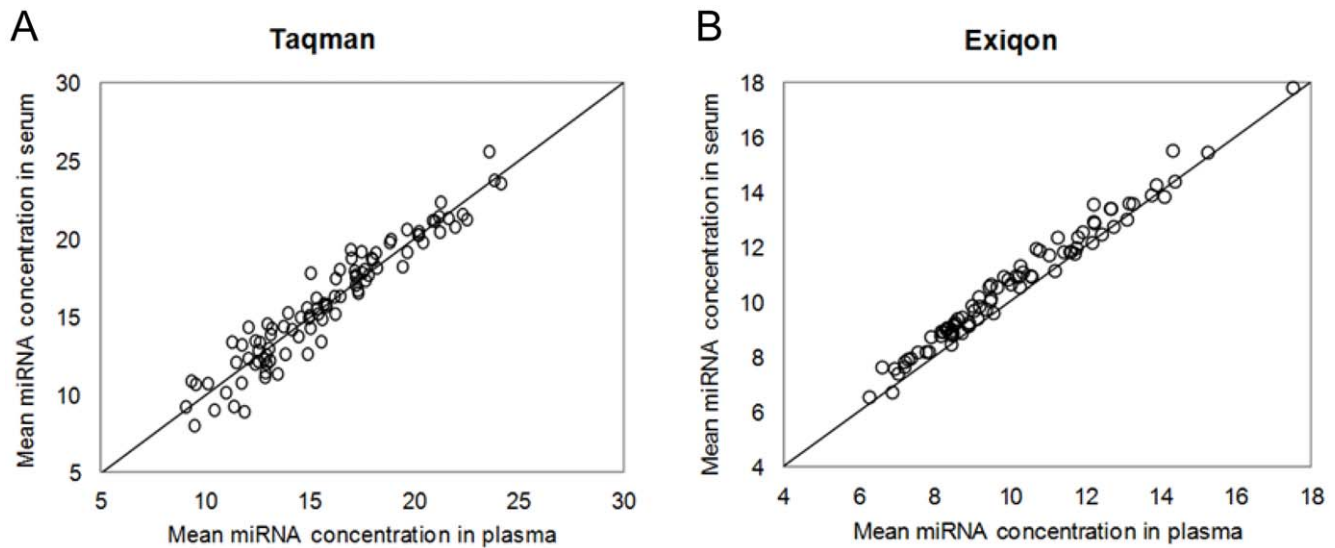 A
Taqman
Mean miRNA concentration in serum
30
25
20
15
10
5
5 10 15 20 25 30
Mean miRNA concentration in plasma
B
Exiqon
Mean miRNA concentration in serum
18
16
14
12
10
8
6
4
4 6 8 10 12 14 16 18
Mean miRNA concentration in plasma